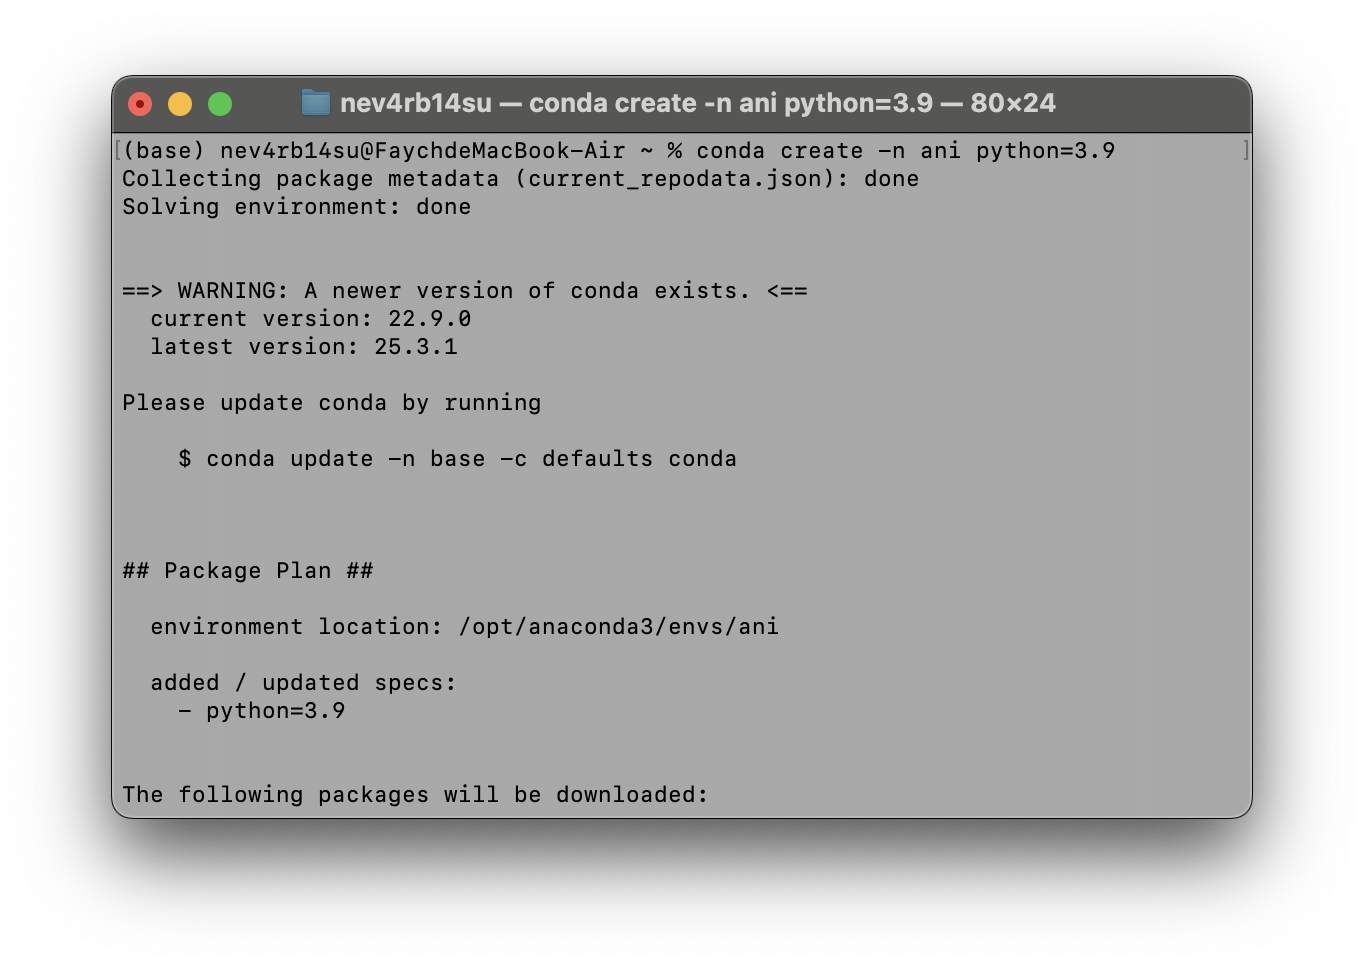 nev4rb14su — conda create -n ani python=3.9 — 80×24
[(base) nev4rb14su@FaychdeMacBook-Air ~ % conda create -n ani python=3.9 ]
Collecting package metadata (current_repodata.json): done
Solving environment: done
==> WARNING: A newer version of conda exists. <==
current version: 22.9.0
latest version: 25.3.1
Please update conda by running
$ conda update -n base -c defaults conda
## Package Plan ##
environment location: /opt/anaconda3/envs/ani
added / updated specs:
- python=3.9
The following packages will be downloaded: